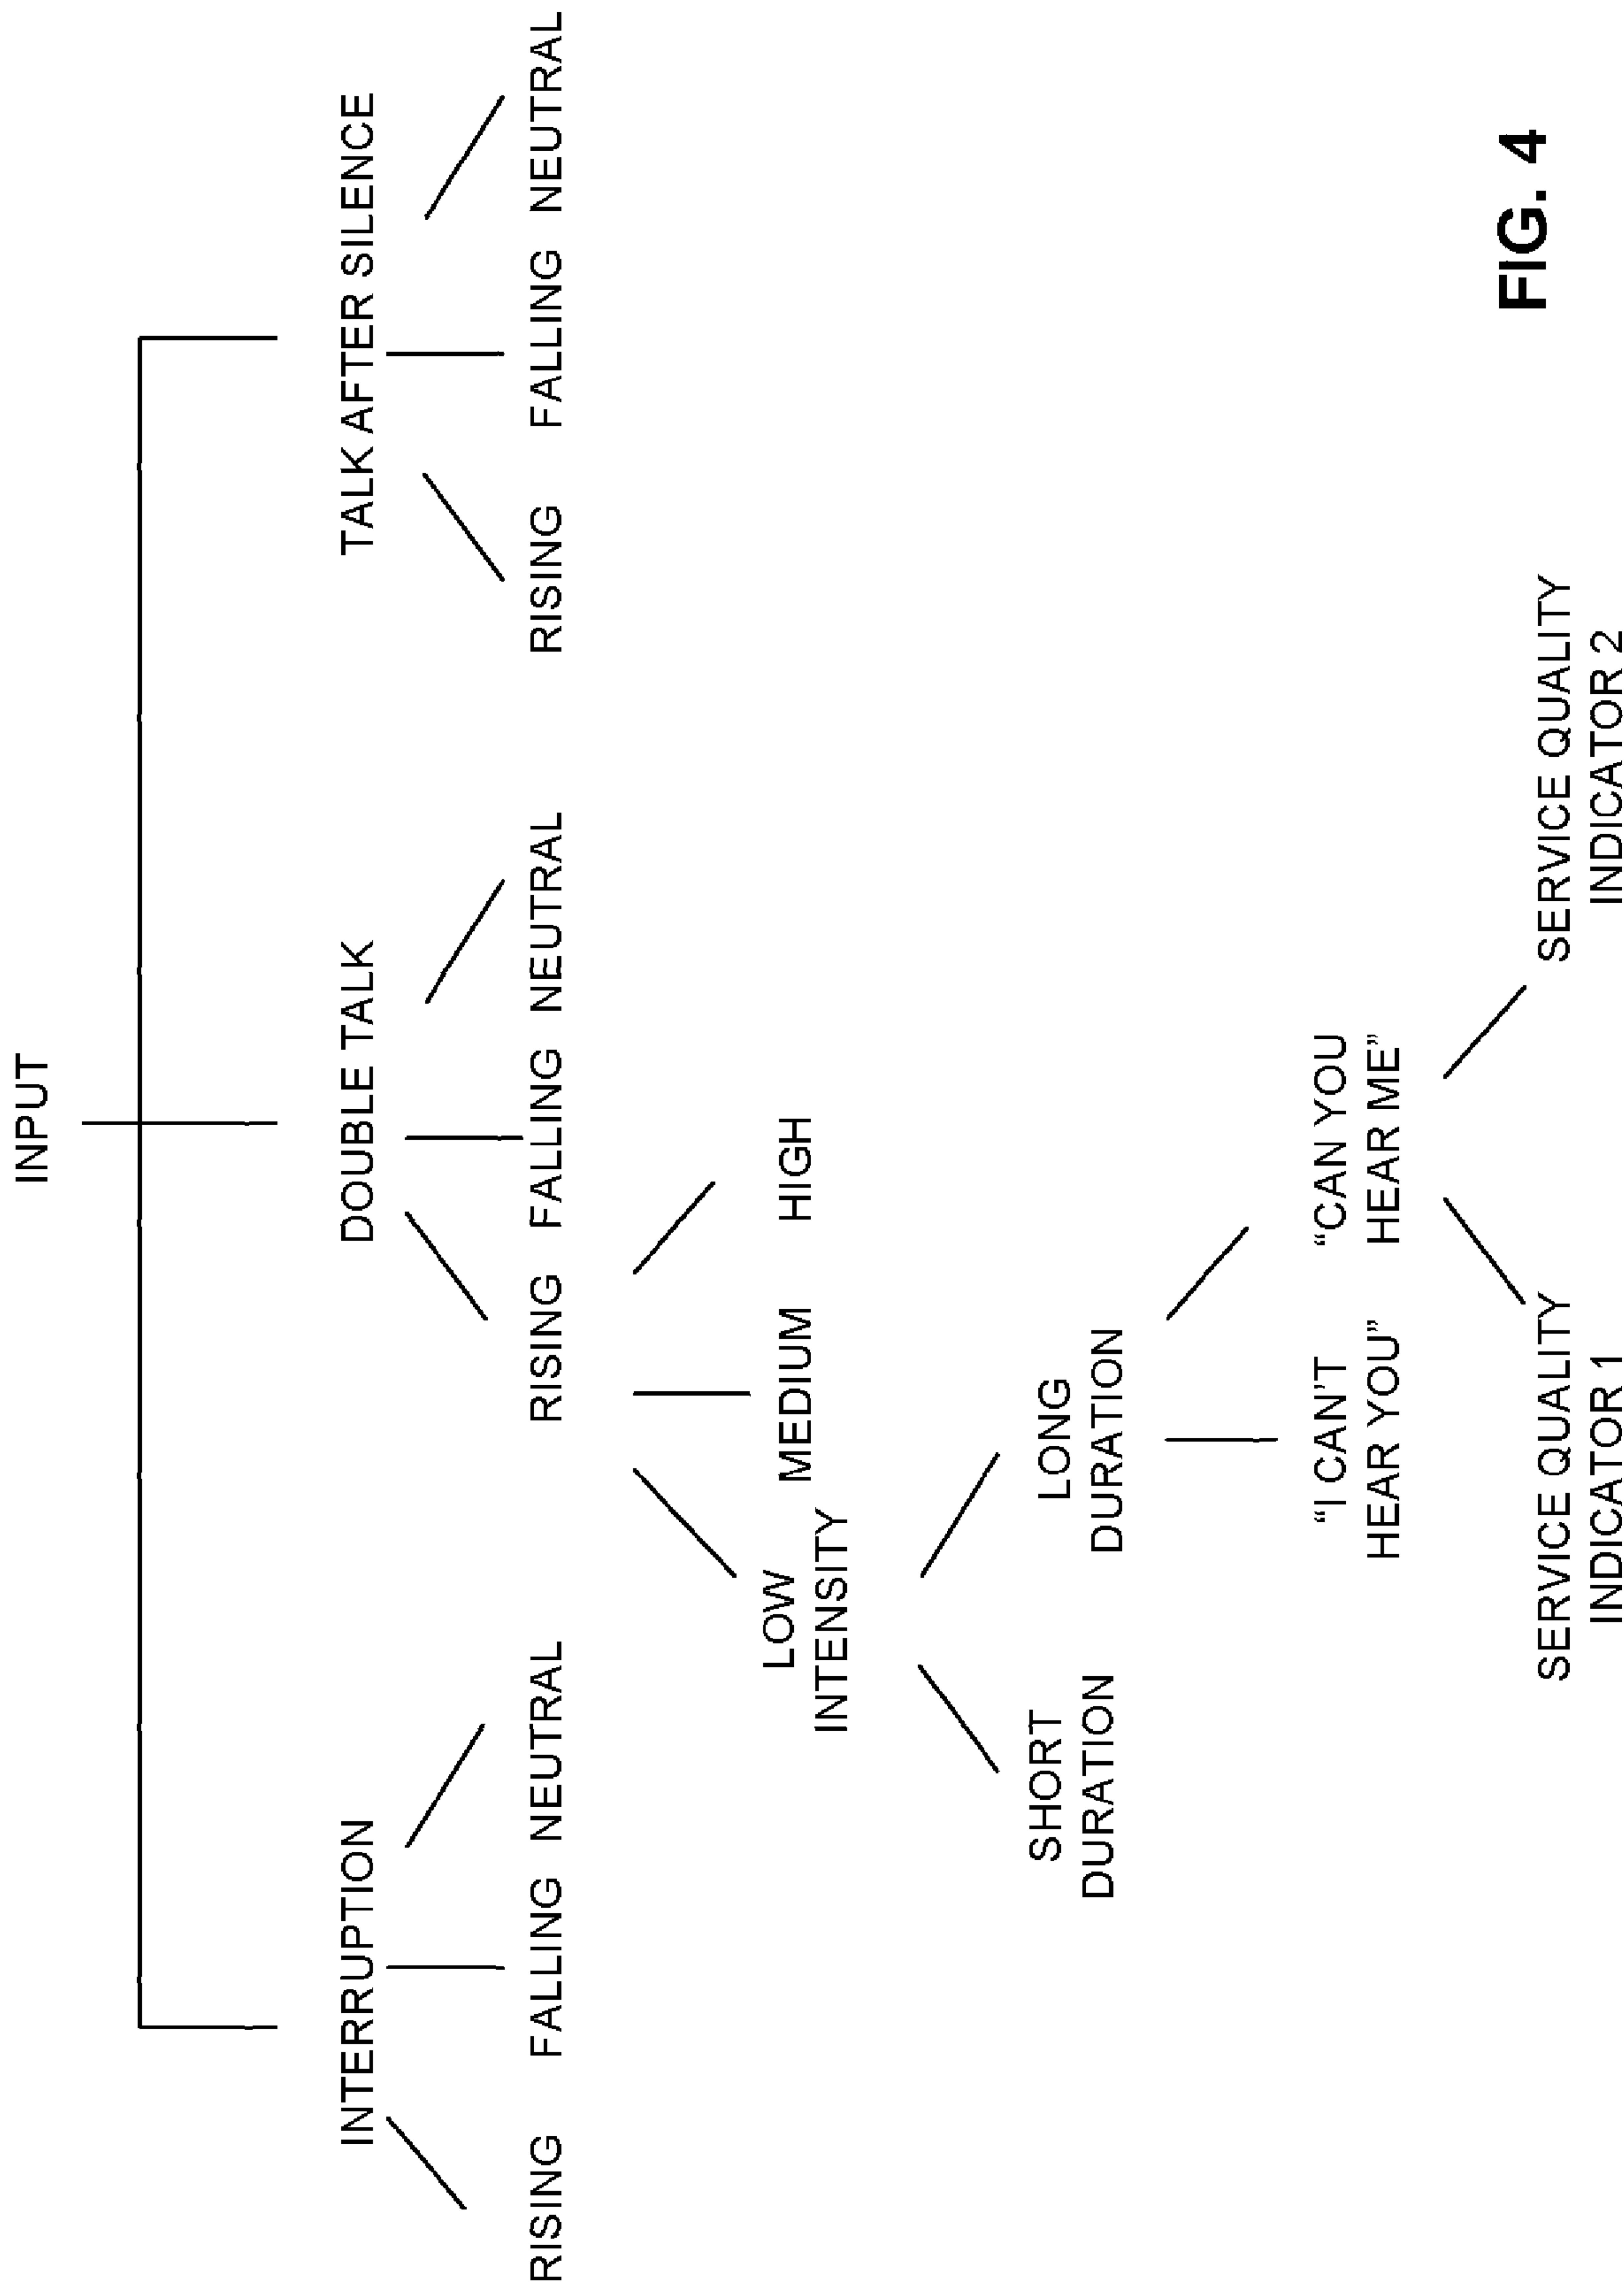 INPUT
INTERRUPTION
DOUBLE TALK
TALK AFTER SILENCE
RISING FALLING NEUTRAL
RISING FALLING NEUTRAL
RISING FALLING NEUTRAL
LOW
INTENSITY
MEDIUM
HIGH
SHORT
DURATION
LONG
DURATION
“I CAN’T
HEAR YOU”
“CAN YOU
HEAR ME”
SERVICE QUALITY
INDICATOR 1
SERVICE QUALITY
INDICATOR 2
FIG. 4